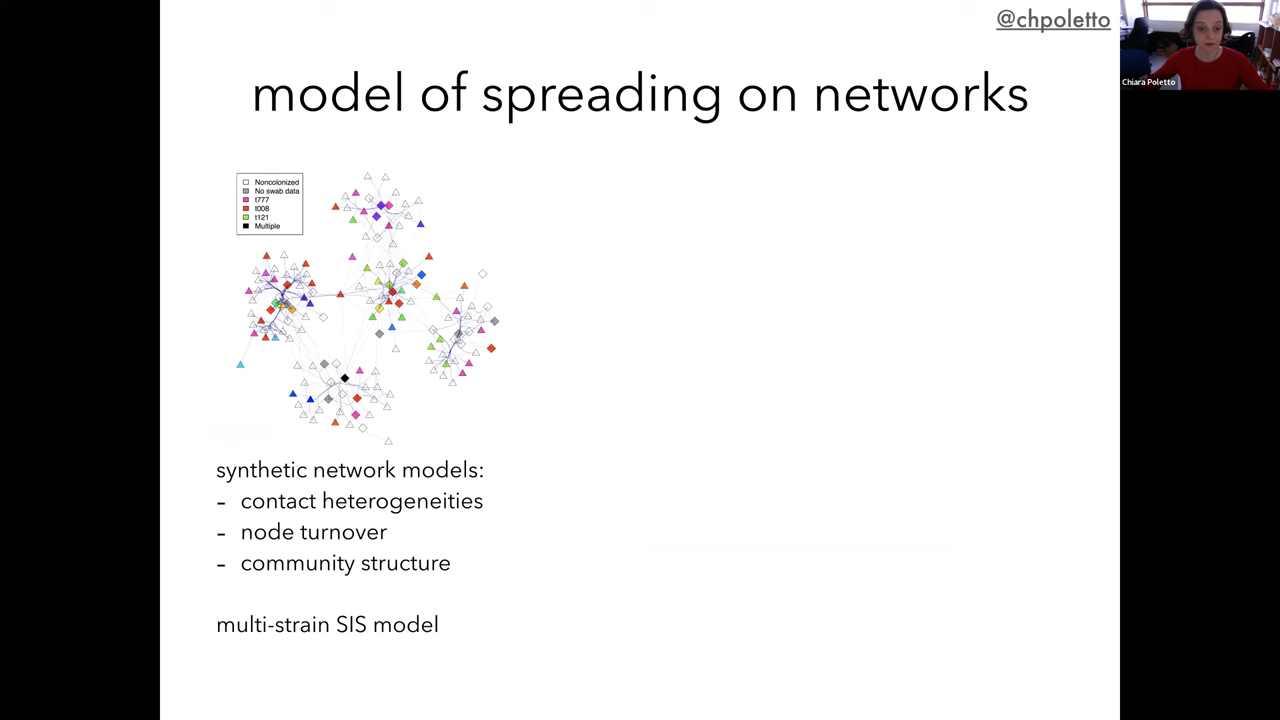 @chpoletto
Chiara Poletto
model of spreading on networks
Noncolonized
No swab data
t777
t008
t121
Multiple
synthetic network models:
- contact heterogeneities
- node turnover
- community structure
multi-strain SIS model